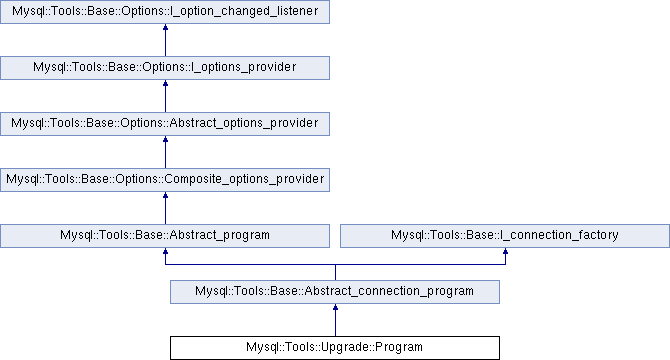 Mysql::Tools::Base::Options::I_option_changed_listener
Mysql::Tools::Base::Options::I_options_provider
Mysql::Tools::Base::Options::Abstract_options_provider
Mysql::Tools::Base::Options::Composite_options_provider
Mysql::Tools::Base::Abstract_program
Mysql::Tools::Base::I_connection_factory
Mysql::Tools::Base::Abstract_connection_program
Mysql::Tools::Upgrade::Program